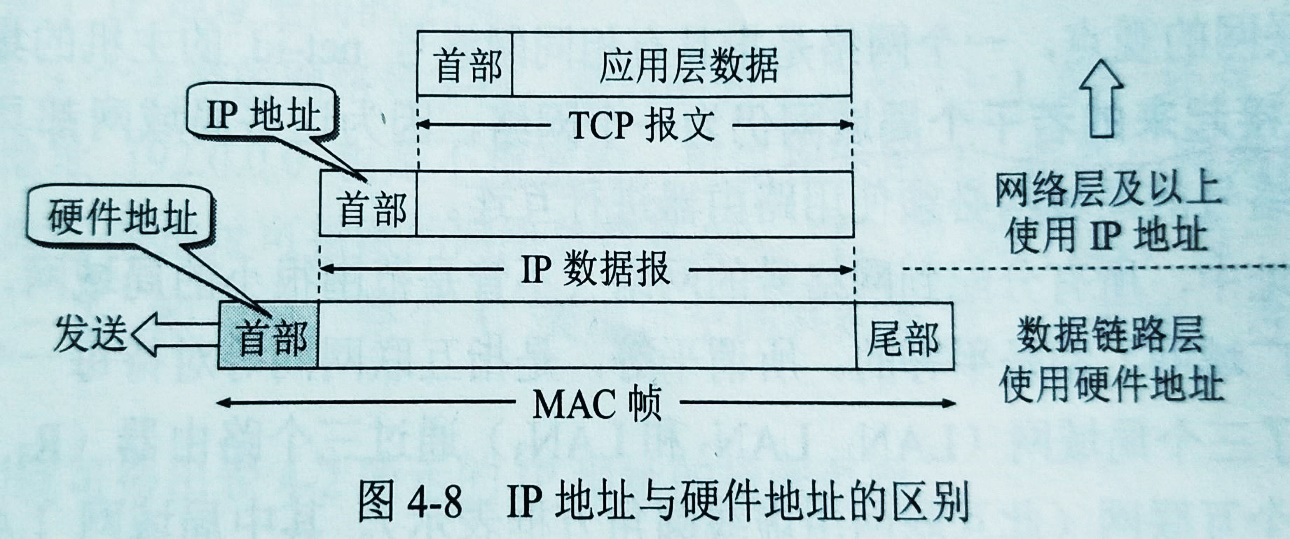 首部 应用层数据
IP 地址
TCP 报文
首部
网络层及以上
使用 IP 地址
硬件地址
IP 数据报
发送 首部 尾部
数据链路层
使用硬件地址
MAC 帧
图 4-8 IP 地址与硬件地址的区别